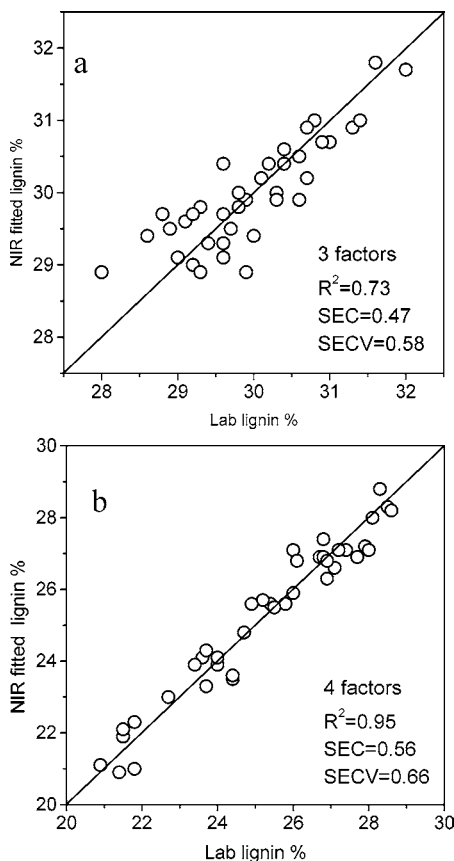 a
32
31
30
29
28
NIR fitted lignin %
3 factors
R²=0.73
SEC=0.47
SECV=0.58
28 29 30 31 32
Lab lignin %
b
30
28
26
24
22
20
NIR fitted lignin %
4 factors
R²=0.95
SEC=0.56
SECV=0.66
20 22 24 26 28 30
Lab lignin %